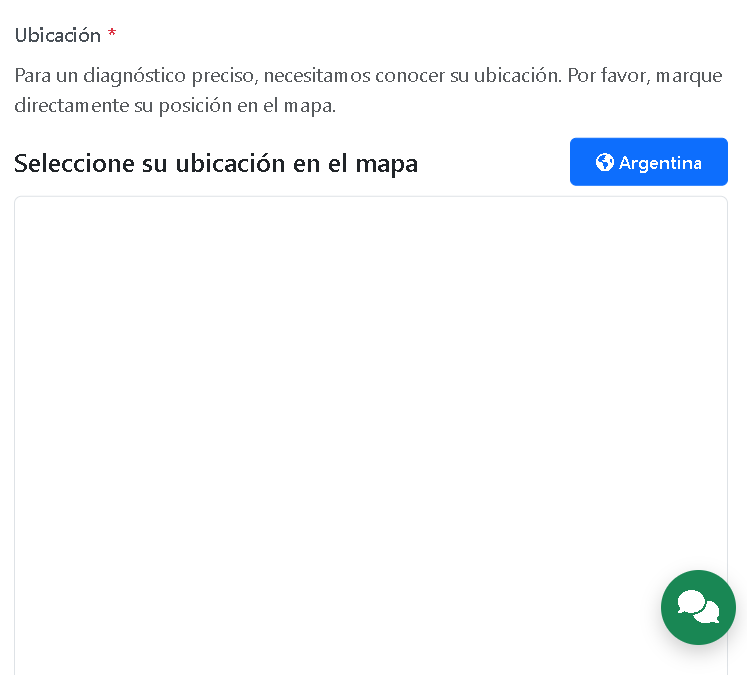 Ubicación *
Para un diagnóstico preciso, necesitamos conocer su ubicación. Por favor, marque
directamente su posición en el mapa.
Seleccione su ubicación en el mapa
Argentina